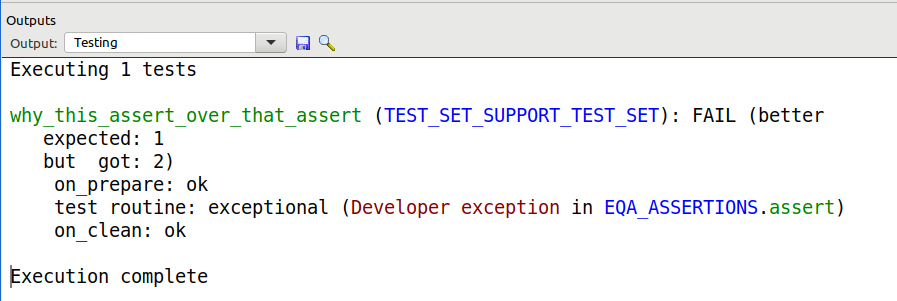 Outputs
Output: Testing
Executing 1 tests
why_this_assert_over_that_assert (TEST_SET_SUPPORT_TEST_SET): FAIL (better
expected: 1
but  got: 2)
on_prepare: ok
test routine: exceptional (Developer exception in EQA_ASSERTIONS.assert)
on_clean: ok
Execution complete